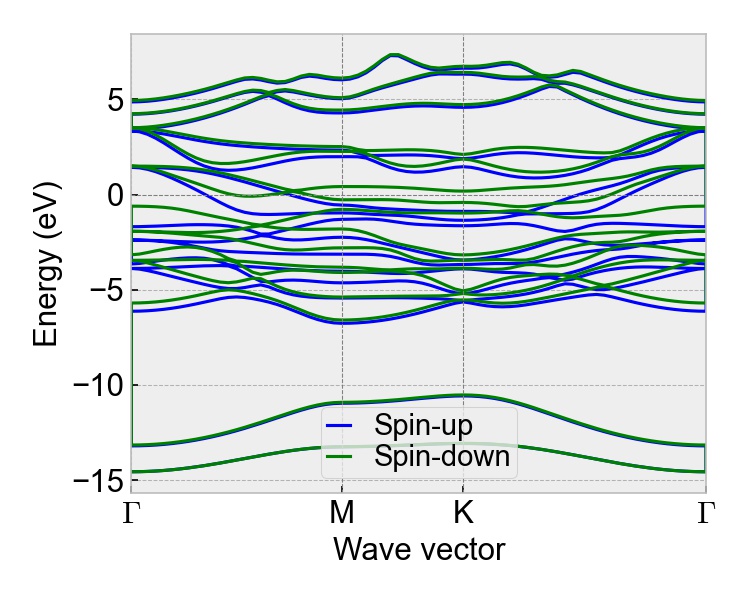 Energy (eV)
5
0
−5
−10
−15
Spin-up
Spin-down
Γ M K Γ
Wave vector